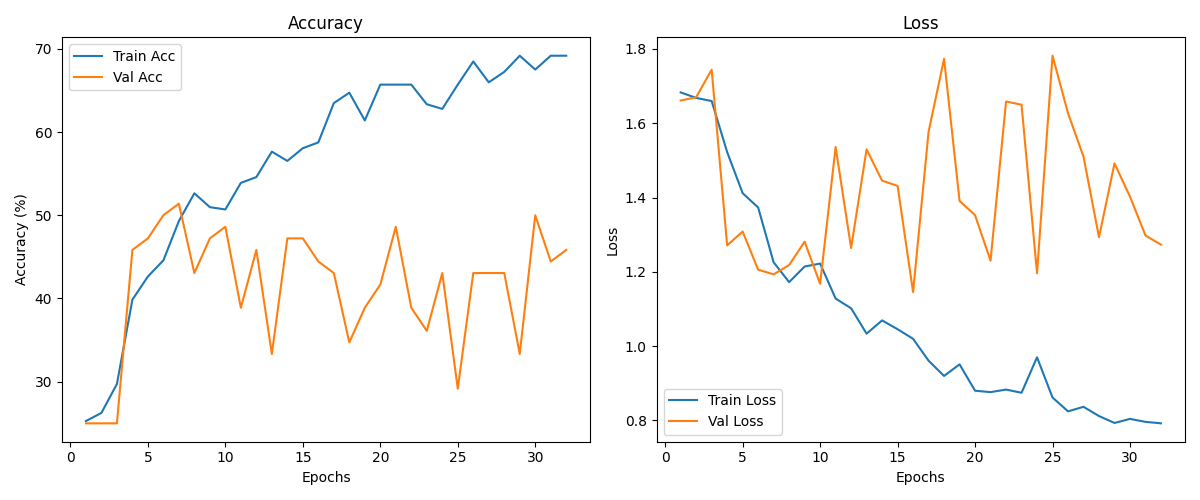 Accuracy
Train Acc
Val Acc
Accuracy (%)
70
60
50
40
30
0 5 10 15 20 25 30
Epochs
Loss
Loss
1.8
1.6
1.4
1.2
1.0
0.8
Train Loss
Val Loss
0 5 10 15 20 25 30
Epochs